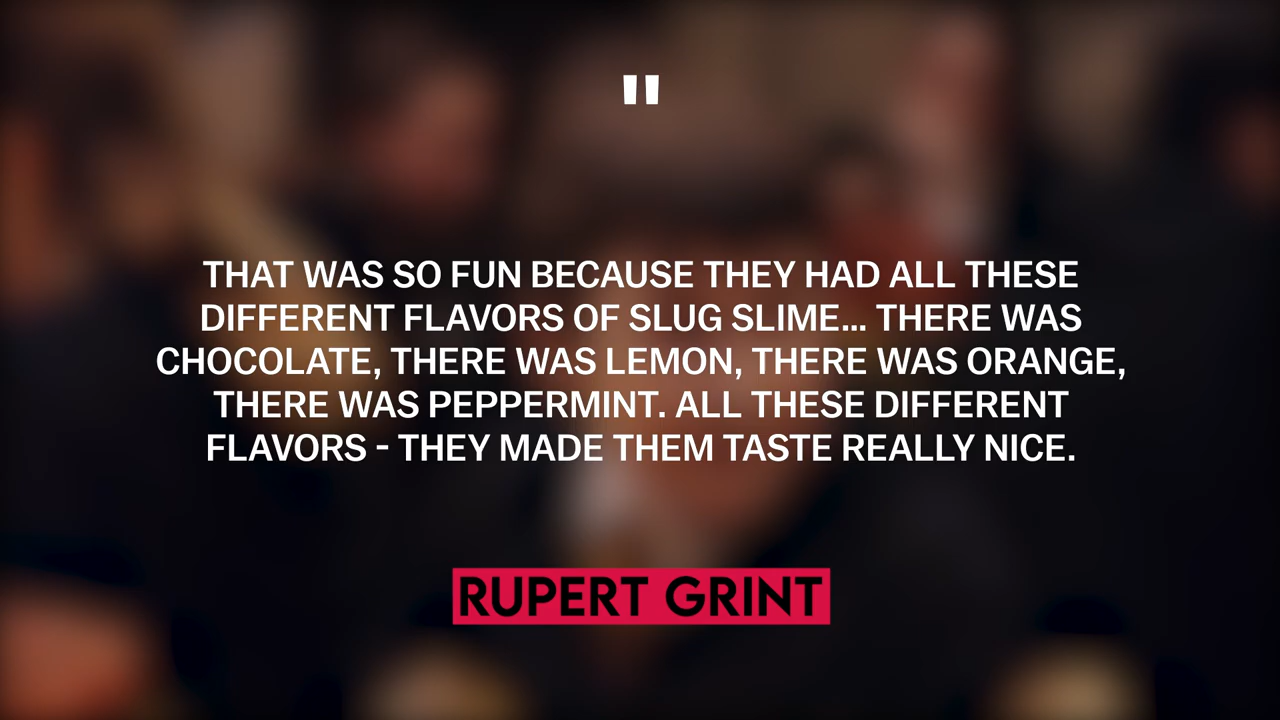 "
THAT WAS SO FUN BECAUSE THEY HAD ALL THESE
DIFFERENT FLAVORS OF SLUG SLIME... THERE WAS
CHOCOLATE, THERE WAS LEMON, THERE WAS ORANGE,
THERE WAS PEPPERMINT. ALL THESE DIFFERENT
FLAVORS - THEY MADE THEM TASTE REALLY NICE.
RUPERT GRINT